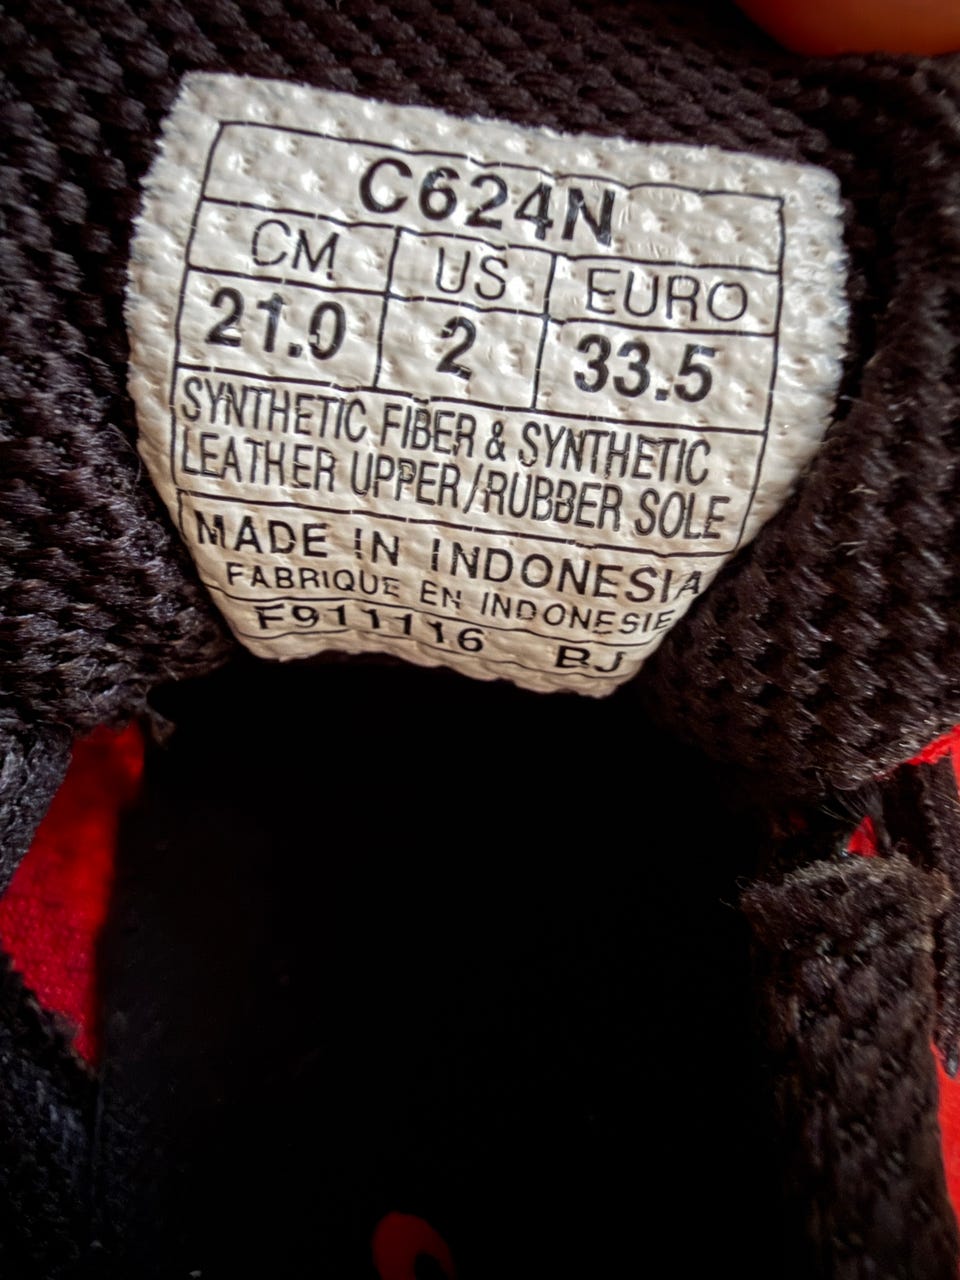 C624N
CM US EURO
21.0 2 33.5
SYNTHETIC FIBER & SYNTHETIC
LEATHER UPPER/RUBBER SOLE
MADE IN INDONESIA
FABRIQUE EN INDONESIE
F911116 BJ